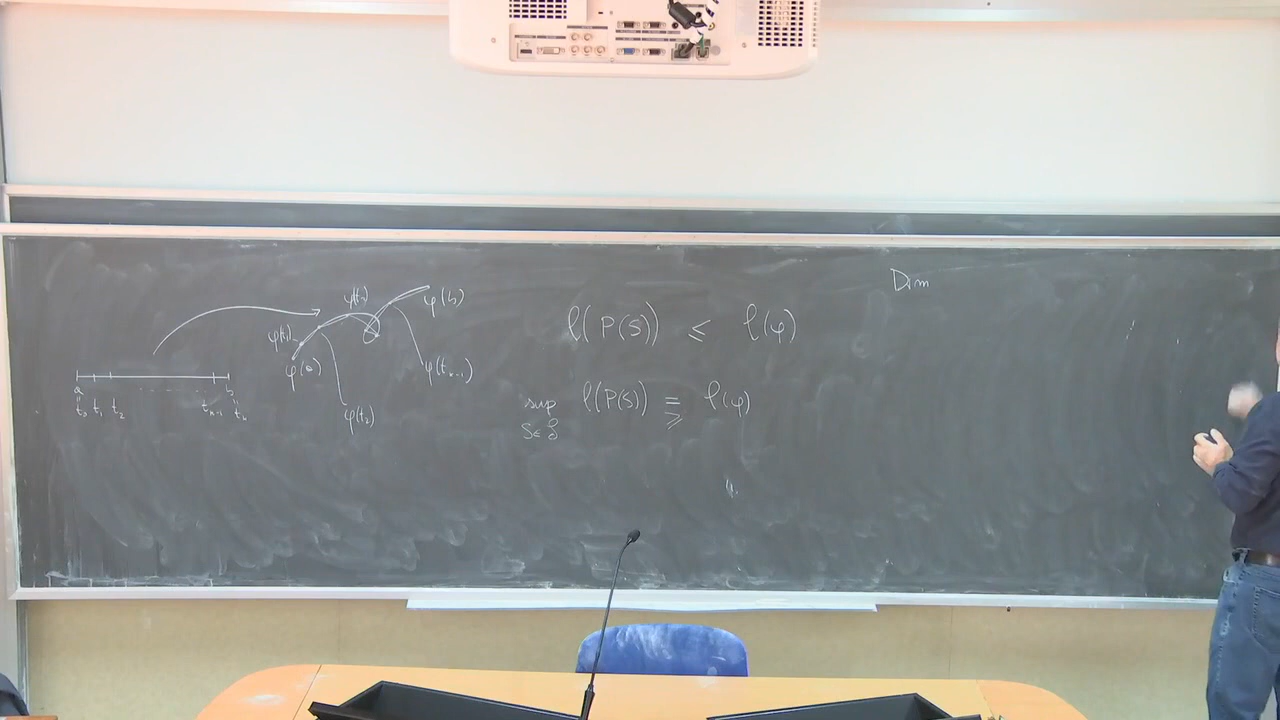 a b
t₀ t₁ t₂ - - - - - tₙ₋₁ tₙ
φ(a) φ(t₁) φ(t₂) φ(tₙ₋₁) φ(b)
l(P(S)) ≤ l(φ)
sup l(P(S)) = l(φ)
S∈𝒮 ≥
Dim